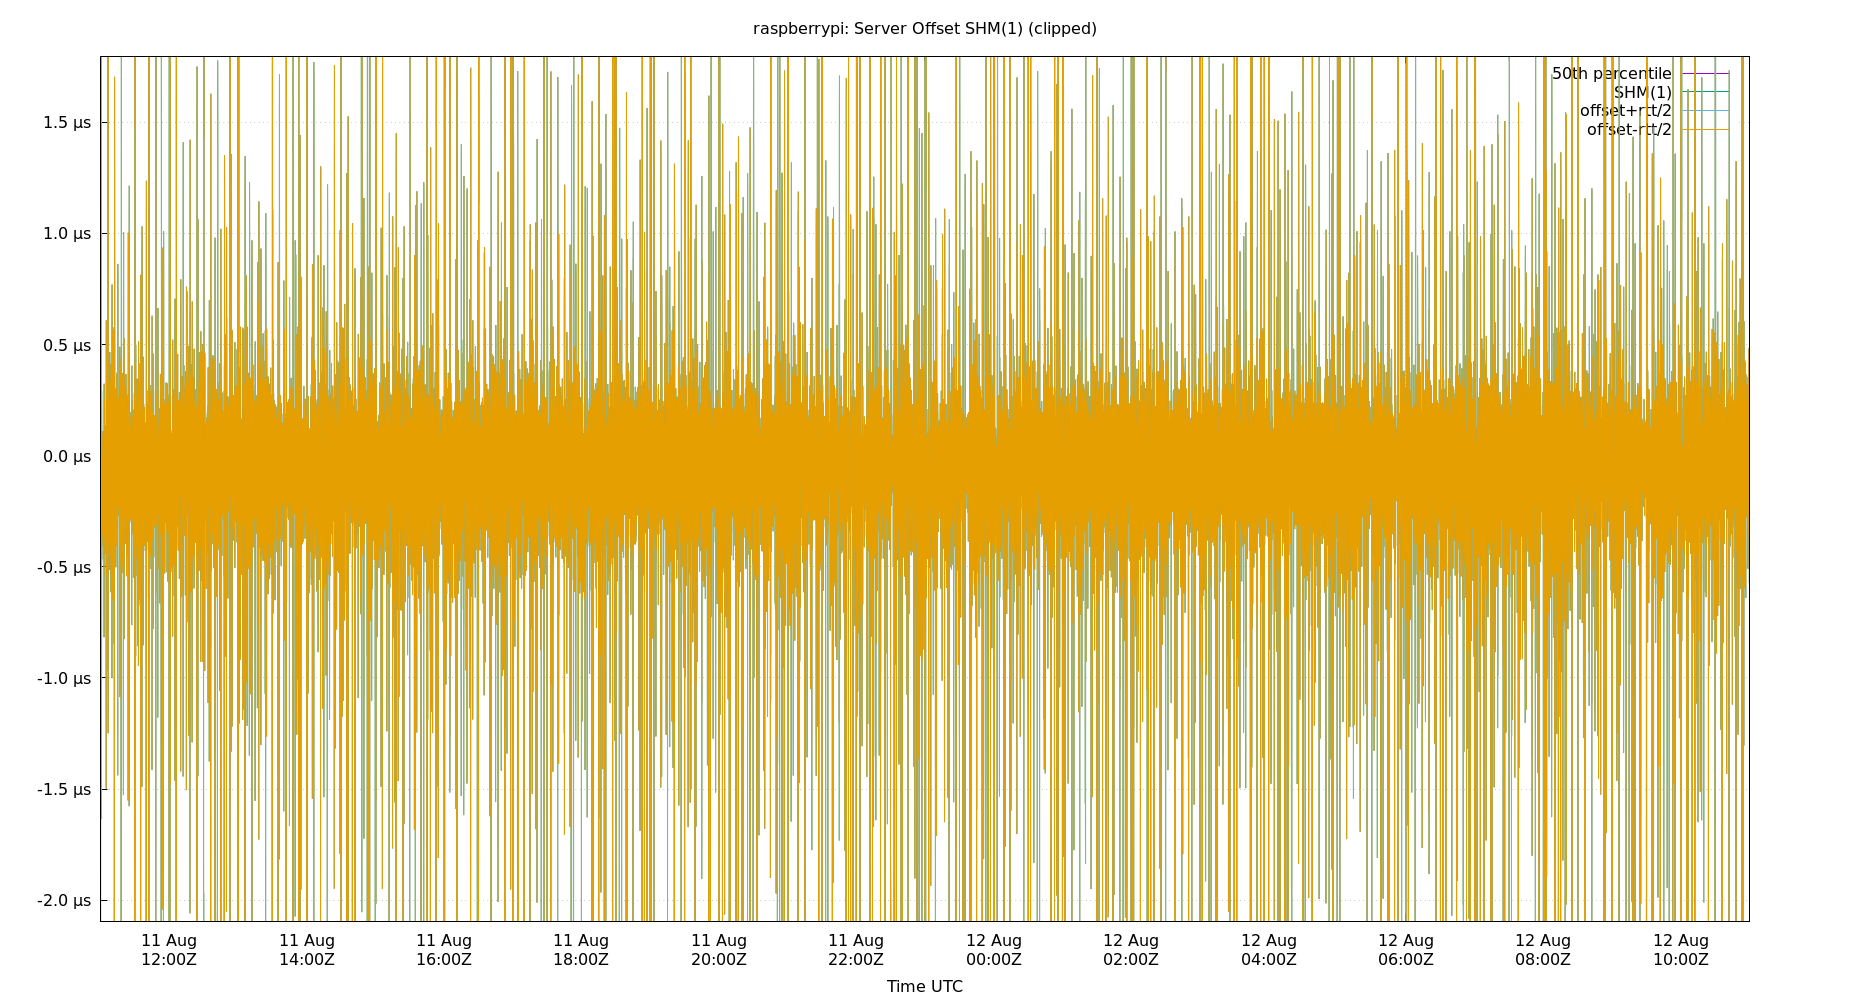 raspberrypi: Server Offset SHM(1) (clipped)
50th percentile
SHM(1)
offset+rtt/2
offset-rtt/2
1.5 µs
1.0 µs
0.5 µs
0.0 µs
-0.5 µs
-1.0 µs
-1.5 µs
-2.0 µs
11 Aug 11 Aug 11 Aug 11 Aug 11 Aug 11 Aug 12 Aug 12 Aug 12 Aug 12 Aug 12 Aug 12 Aug
12:00Z 14:00Z 16:00Z 18:00Z 20:00Z 22:00Z 00:00Z 02:00Z 04:00Z 06:00Z 08:00Z 10:00Z
Time UTC